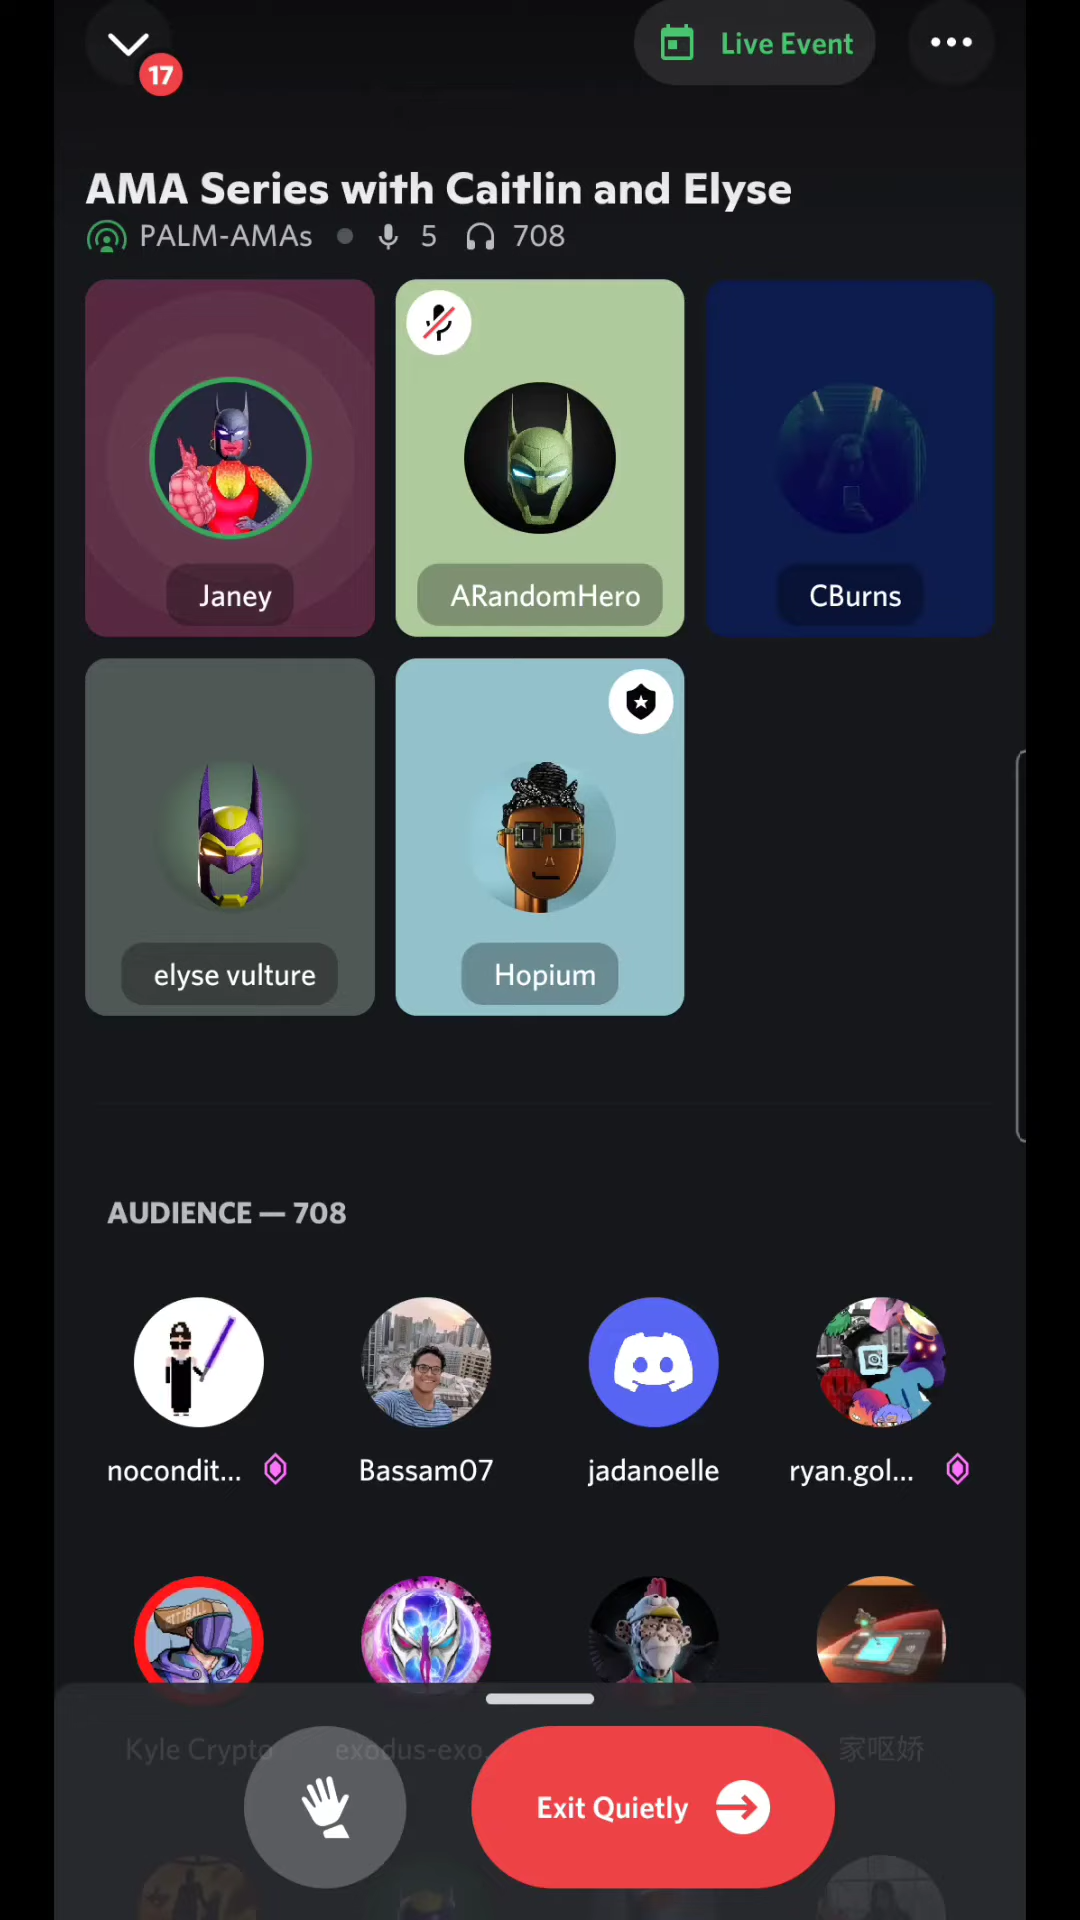 17
Live Event
AMA Series with Caitlin and Elyse
PALM-AMAs 5 708
Janey
ARandomHero
CBurns
elyse vulture
Hopium
AUDIENCE — 708
nocondit...
Bassam07
jadanoelle
ryan.gol...
Kyle Crypto
exodus-exo...
家呕娇
Exit Quietly